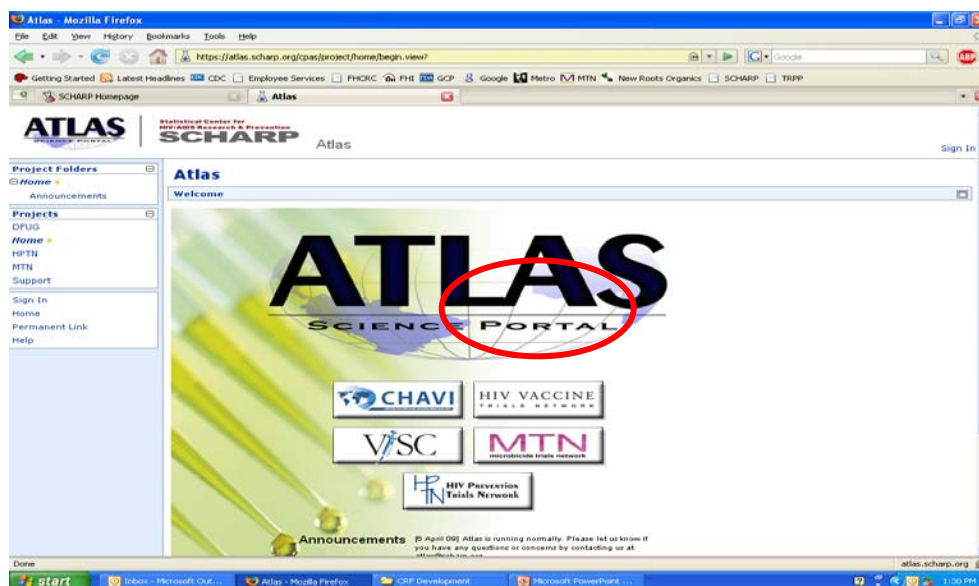 Atlas - Mozilla Firefox
File Edit View History Bookmarks Tools Help
https://atlas.scharp.org/cpas/project/home/begin.view?
Google
Getting Started Latest Headlines CDC Employee Services FHCRC FHI GCP Google Metro MTN New Roots Organics SCHARP TRPP
ABP
SCHARP Homepage
Atlas
ATLAS
SCIENCE PORTAL
Statistical Center for
HIV/AIDS Research & Prevention
SCHARP
Atlas
Sign In
Project Folders
Home
Announcements
Projects
DFUG
Home
HPTN
MTN
Support
Sign In
Home
Permanent Link
Help
Atlas
Welcome
ATLAS
SCIENCE PORTAL
CHAVI
HIV VACCINE
TRIALS NETWORK
VISC
MTN
microbicide trials network
HPTN
HIV Prevention
Trials Network
Announcements
[6 April 09] Atlas is running normally. Please let us know if
you have any questions or concerns by contacting us at
Done
atlas.scharp.org
start
Inbox - Microsoft Out...
Atlas - Mozilla Firefox
CRF Development
Microsoft PowerPoint ...
1:30 PM